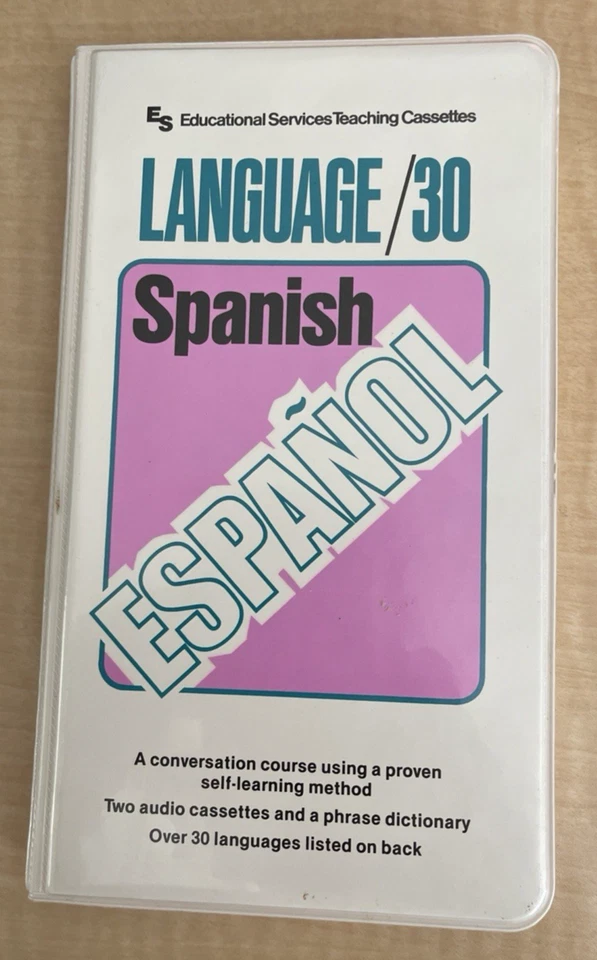 ES Educational Services Teaching Cassettes
LANGUAGE/30
Spanish
ESPAÑOL
A conversation course using a proven
self-learning method
Two audio cassettes and a phrase dictionary
Over 30 languages listed on back